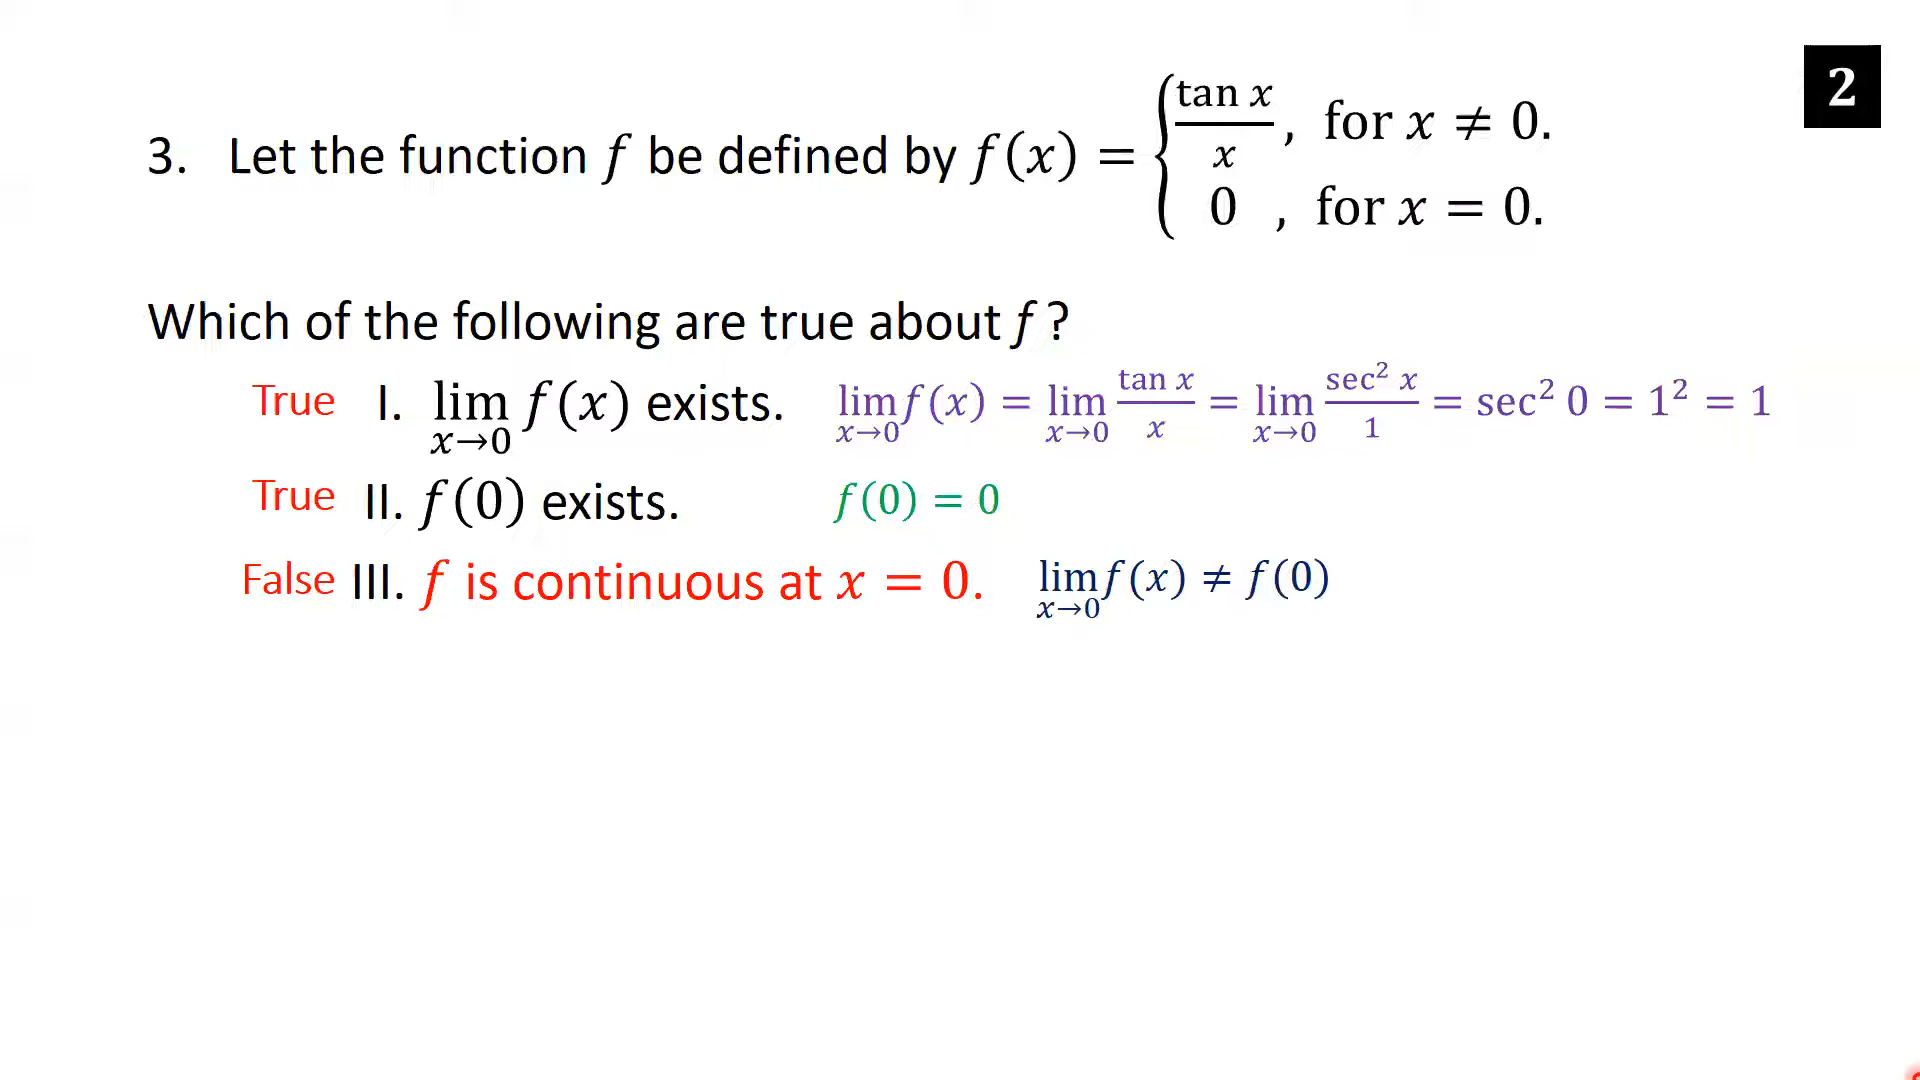 2
3. Let the function f be defined by f(x) = { tan x / x , for x ≠ 0.
0 , for x = 0.
Which of the following are true about f ?
True I. lim x→0 f(x) exists. lim x→0 f(x) = lim x→0 tan x / x = lim x→0 sec² x / 1 = sec² 0 = 1² = 1
True II. f(0) exists. f(0) = 0
False III. f is continuous at x = 0. lim x→0 f(x) ≠ f(0)